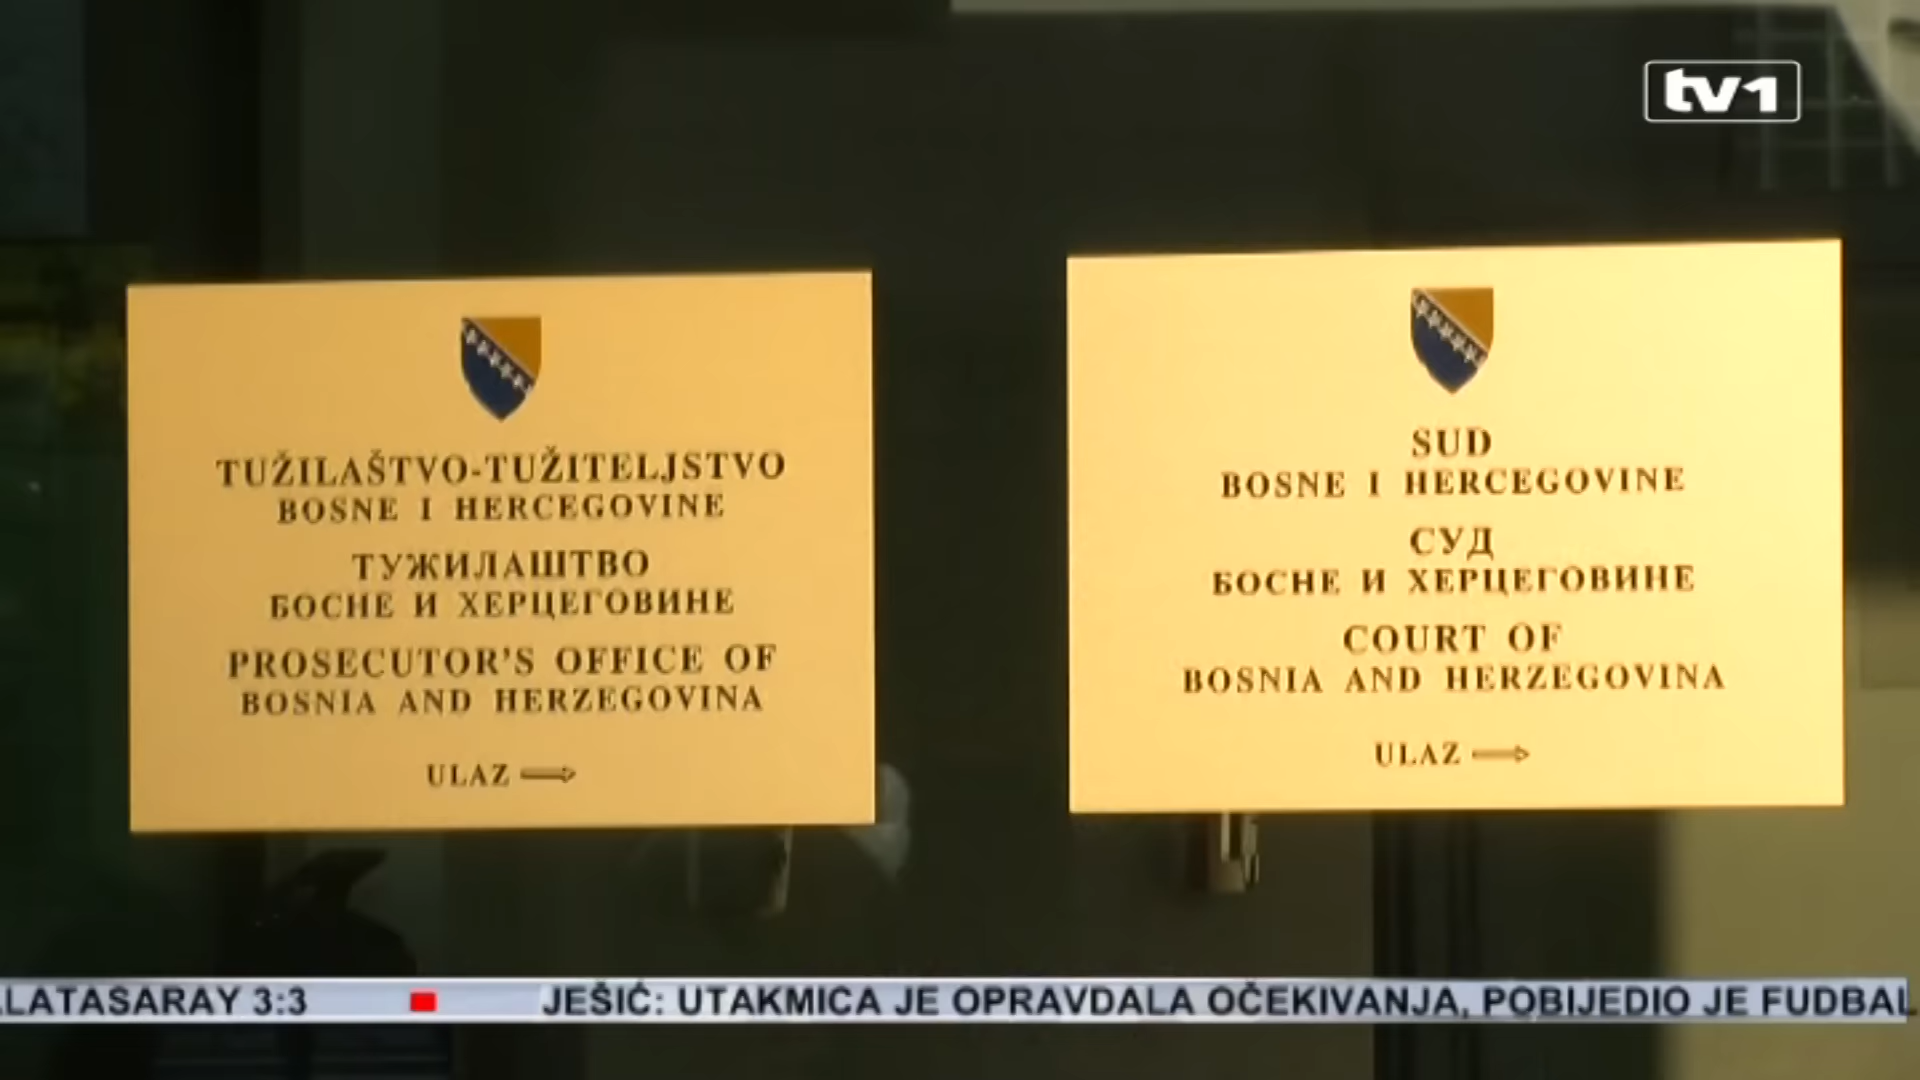 tv1
TUŽILAŠTVO-TUŽITELJSTVO
BOSNE I HERCEGOVINE
ТУЖИЛАШТВО
БОСНЕ И ХЕРЦЕГОВИНЕ
PROSECUTOR'S OFFICE OF
BOSNIA AND HERZEGOVINA
ULAZ
SUD
BOSNE I HERCEGOVINE
СУД
БОСНЕ И ХЕРЦЕГОВИНЕ
COURT OF
BOSNIA AND HERZEGOVINA
ULAZ
LATASARAY 3:3 JEŠIĆ: UTAKMICA JE OPRAVDALA OČEKIVANJA, POBIJEDIO JE FUDBAL